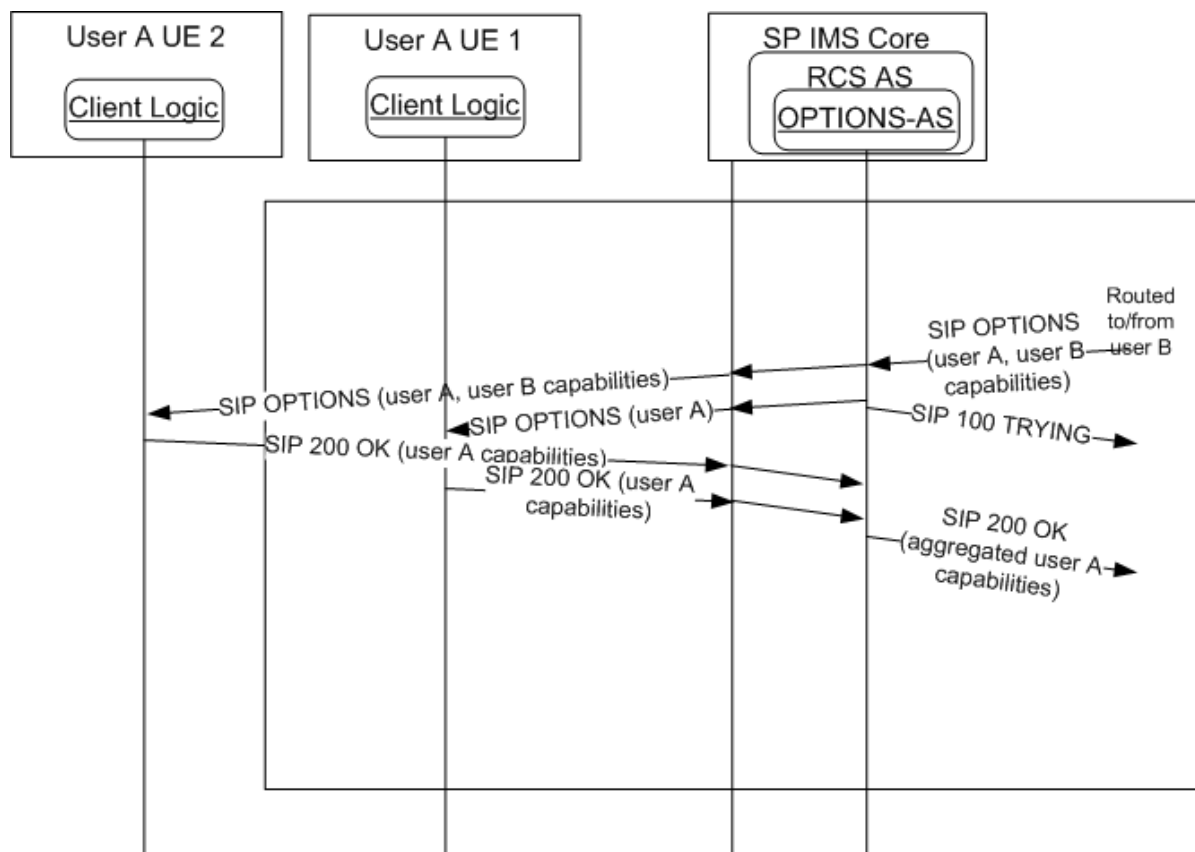 User A UE 2
Client Logic
User A UE 1
Client Logic
SP IMS Core
RCS AS
OPTIONS-AS
Routed
to/from
user B
SIP OPTIONS
(user A, user B
capabilities)
SIP OPTIONS (user A, user B capabilities)
SIP OPTIONS (user A)
SIP 100 TRYING
SIP 200 OK (user A capabilities)
SIP 200 OK (user A
capabilities)
SIP 200 OK
(aggregated user A
capabilities)